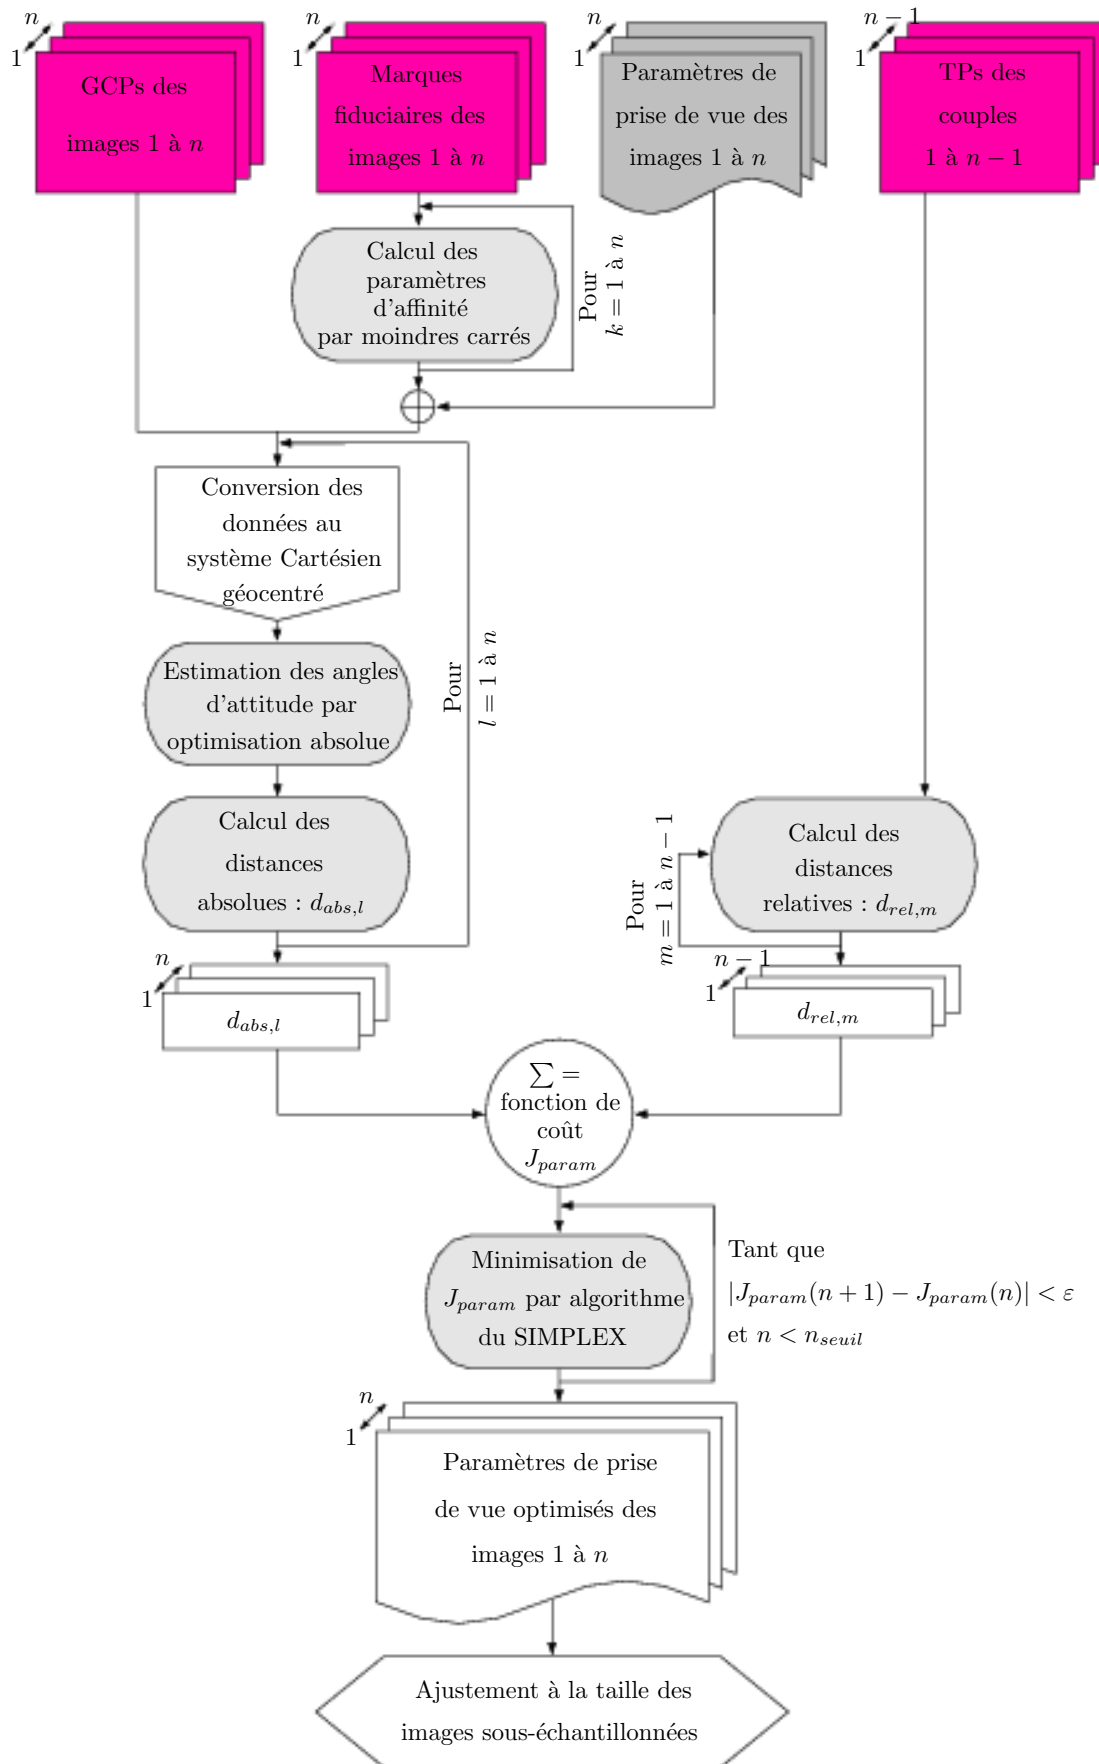 n
1
GCPs des
images 1 à n
n
1
Marques
fiduciaires des
images 1 à n
n
1
Paramètres de
prise de vue des
images 1 à n
n − 1
1
TPs des
couples
1 à n − 1
Calcul des
paramètres
d'affinité
par moindres carrés
Pour
k = 1 à n
Conversion des
données au
système Cartésien
géocentré
Estimation des angles
d'attitude par
optimisation absolue
Pour
l = 1 à n
Calcul des
distances
absolues : d_{abs,l}
Calcul des
distances
relatives : d_{rel,m}
Pour
m = 1 à n − 1
n
1
d_{abs,l}
n − 1
1
d_{rel,m}
∑ =
fonction de
coût
J_{param}
Minimisation de
J_{param} par algorithme
du SIMPLEX
Tant que
|J_{param}(n + 1) − J_{param}(n)| < ε
et n < n_{seuil}
n
1
Paramètres de prise
de vue optimisés des
images 1 à n
Ajustement à la taille des
images sous-échantillonnées